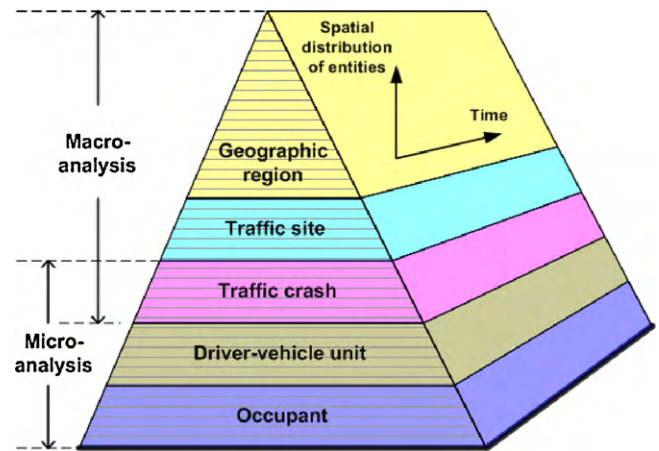 Spatial
distribution
of entities
Time
Macro-
analysis
Geographic
region
Traffic site
Traffic crash
Micro-
analysis
Driver-vehicle unit
Occupant